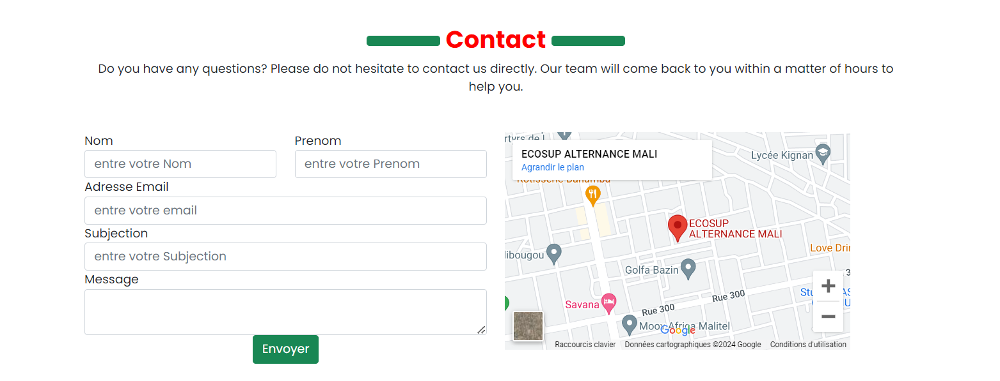 Contact
Do you have any questions? Please do not hesitate to contact us directly. Our team will come back to you within a matter of hours to
help you.
Nom
Prenom
entre votre Nom
entre votre Prenom
Adresse Email
entre votre email
Subjection
entre votre Subjection
Message
Envoyer
rtyrs de l
ECOSUP ALTERNANCE MALI
Agrandir le plan
Lycée Kignan
Rotisserie Banamba
ECOSUP
ALTERNANCE MALI
Love Drin
libougou
Golfa Bazin
Savana
Rue 300
Rue 300
Moov Africa Malitel
Google
Raccourcis clavier
Données cartographiques ©2024 Google
Conditions d'utilisation